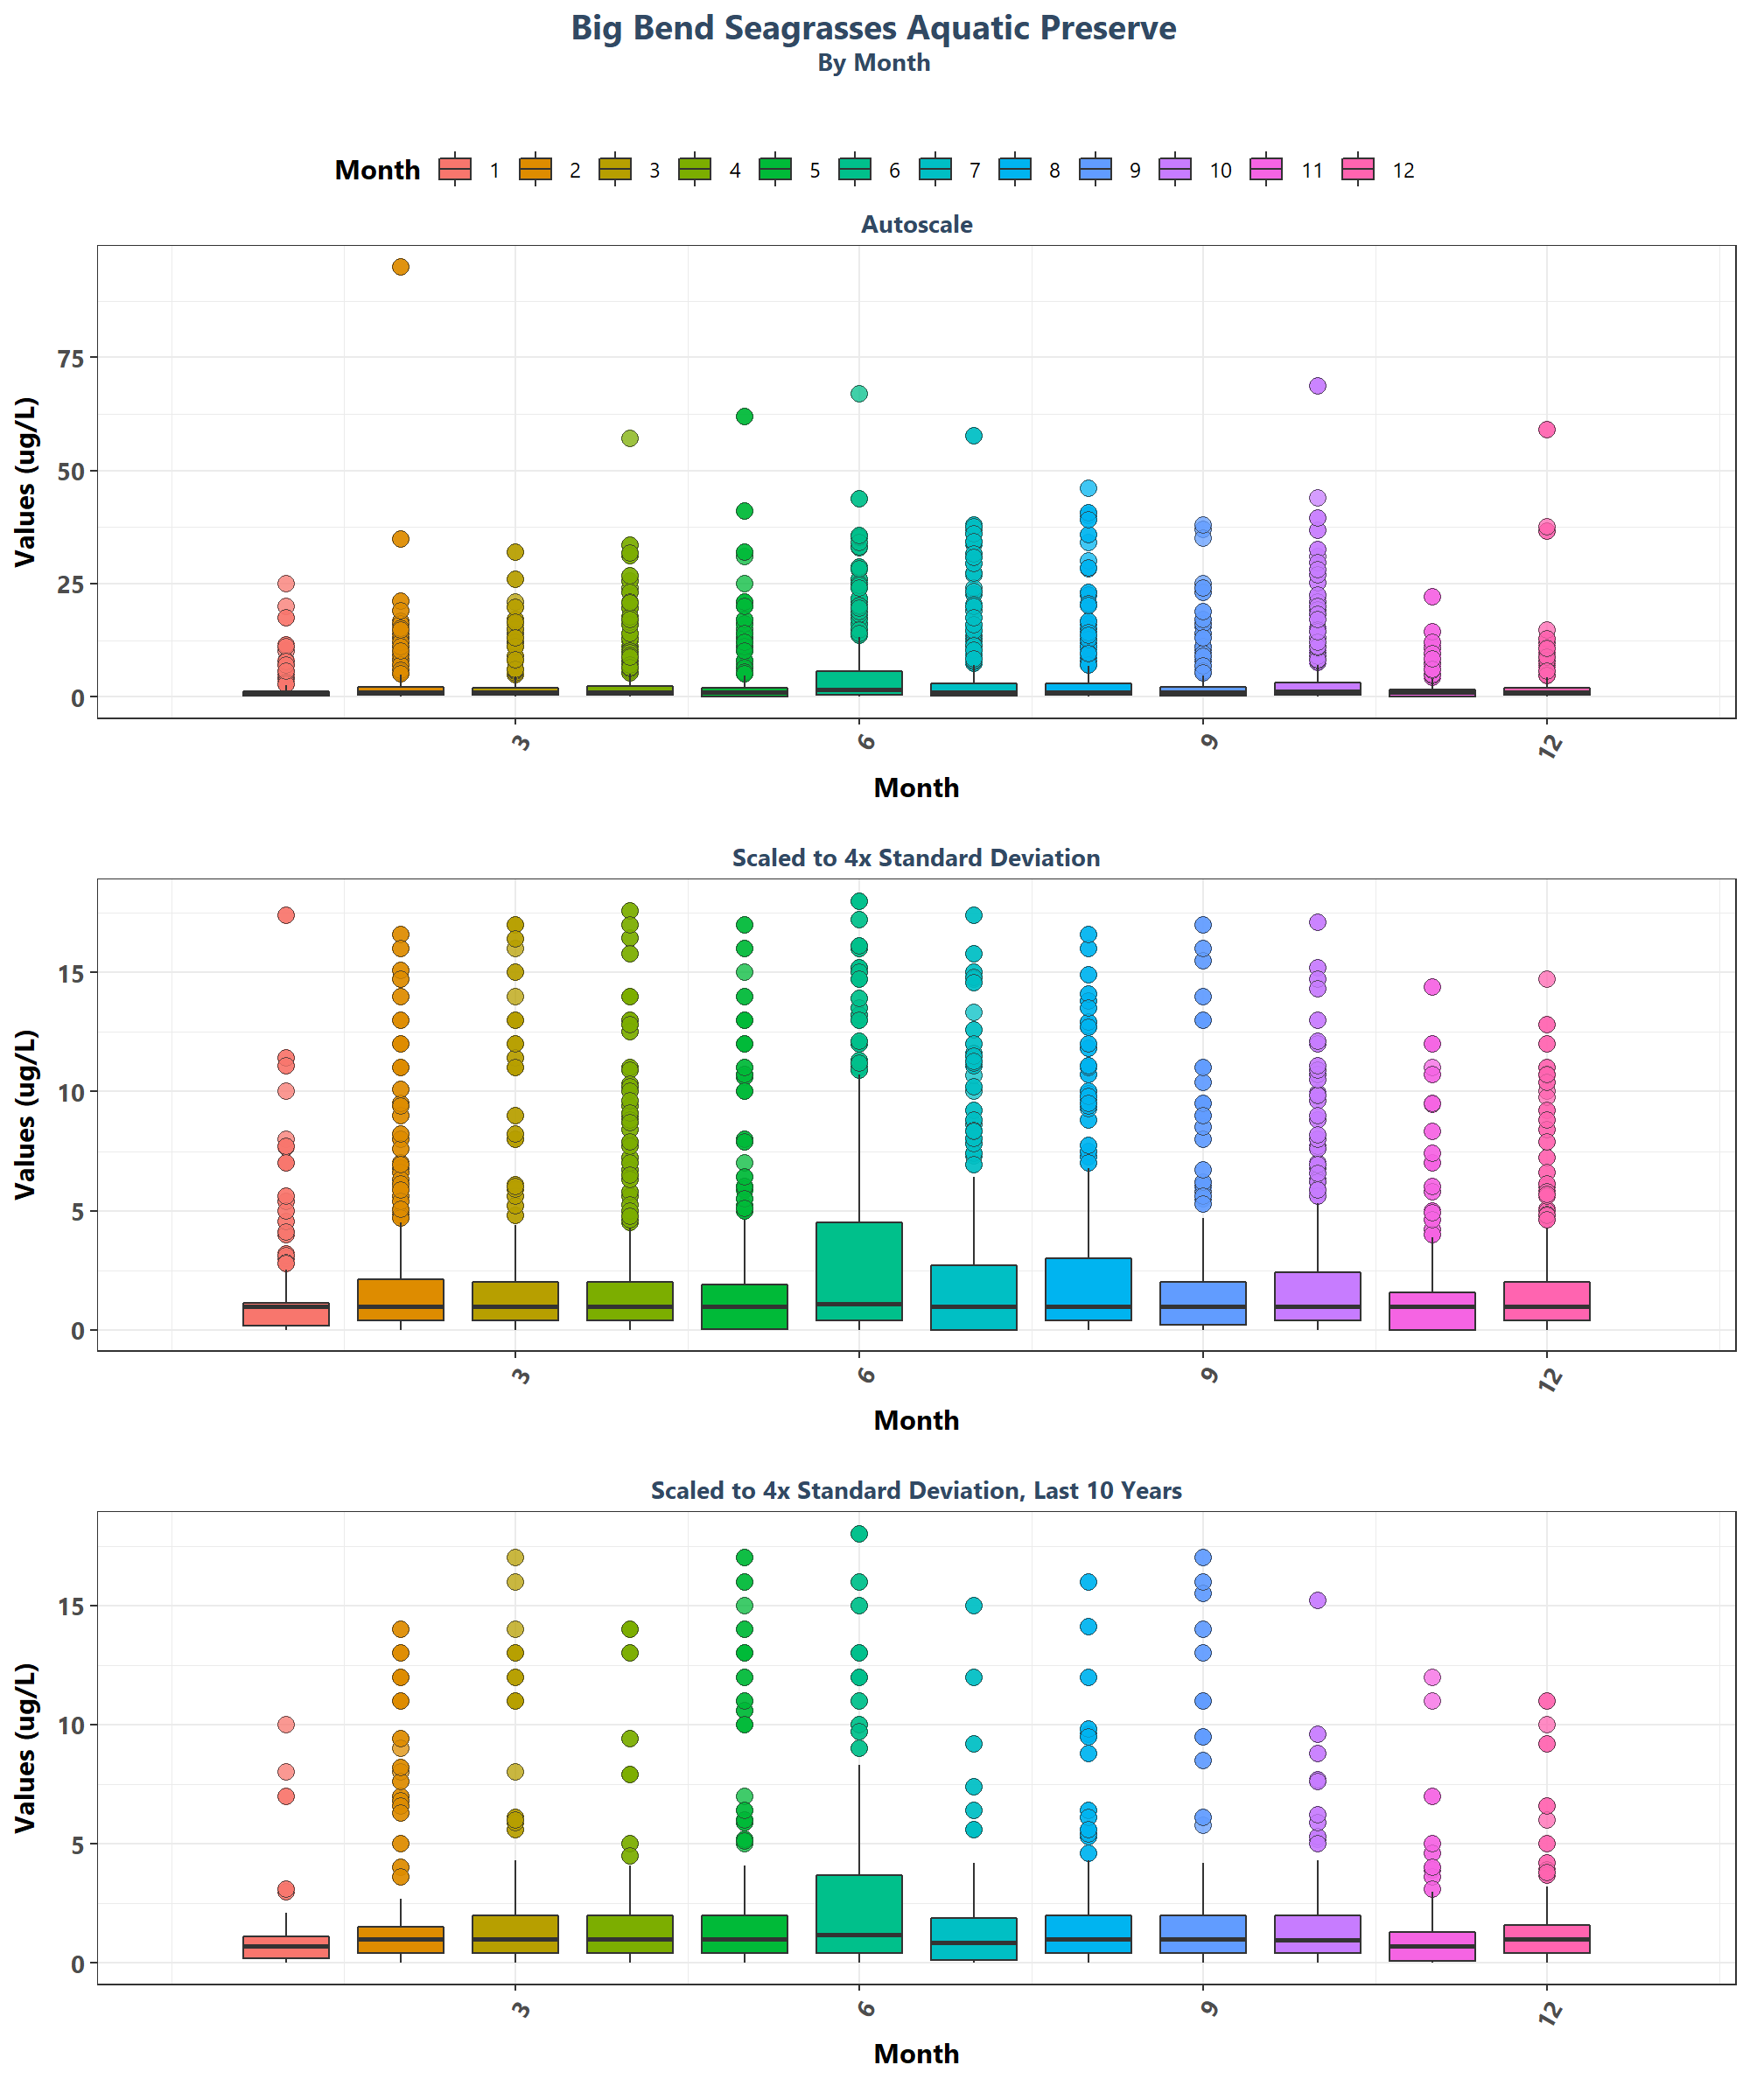 Big Bend Seagrasses Aquatic Preserve
By Month
Month 1 2 3 4 5 6 7 8 9 10 11 12
Autoscale
Values (ug/L)
75
50
25
0
3 6 9 12
Month
Scaled to 4x Standard Deviation
Values (ug/L)
15
10
5
0
3 6 9 12
Month
Scaled to 4x Standard Deviation, Last 10 Years
Values (ug/L)
15
10
5
0
3 6 9 12
Month